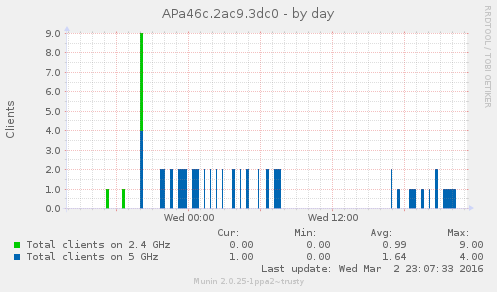 APa46c.2ac9.3dc0 - by day
RRDTOOL / TOBI OETIKER
Clients
9.0
8.0
7.0
6.0
5.0
4.0
3.0
2.0
1.0
0.0
Wed 00:00 Wed 12:00
Cur: Min: Avg: Max:
Total clients on 2.4 GHz 0.00 0.00 0.99 9.00
Total clients on 5 GHz 1.00 0.00 1.64 4.00
Last update: Wed Mar 2 23:07:33 2016
Munin 2.0.25-1ppa2~trusty